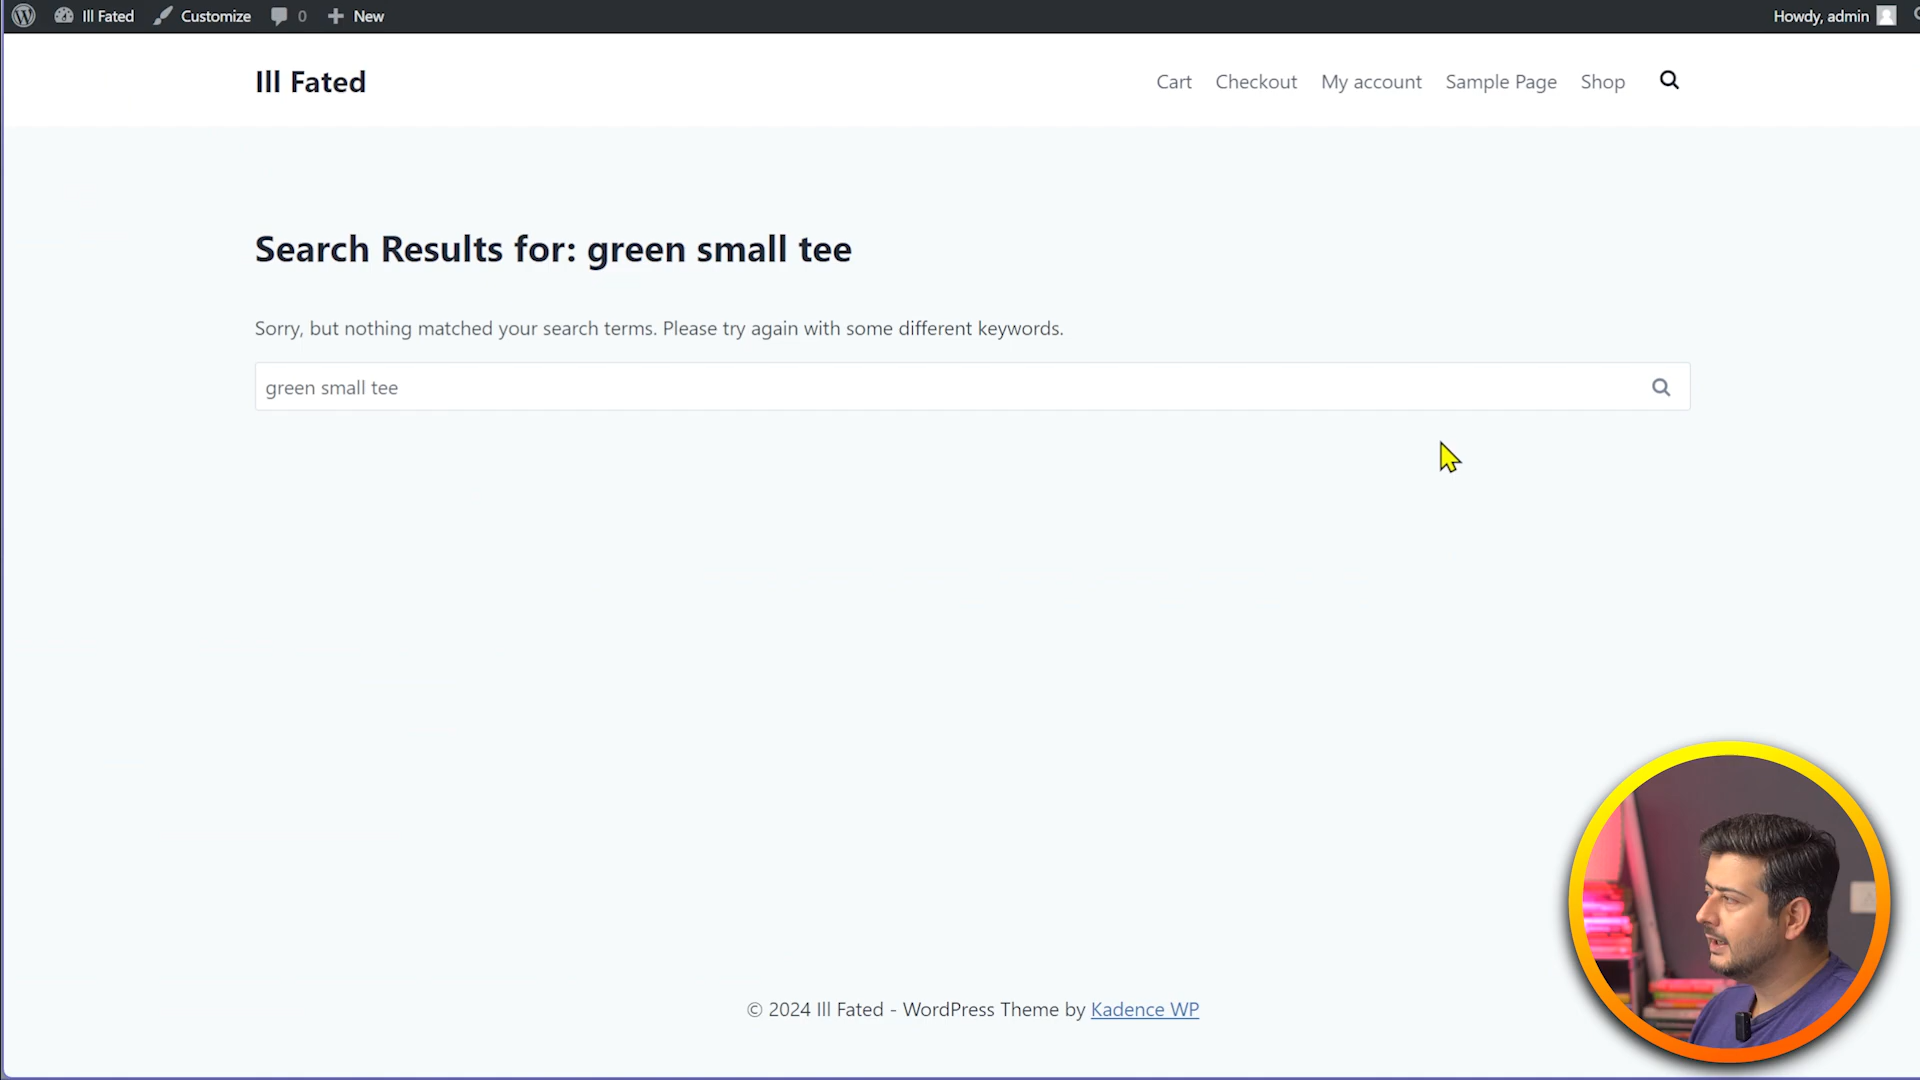 Ill Fated Customize 0 New Howdy, admin
Ill Fated Cart Checkout My account Sample Page Shop
Search Results for: green small tee
Sorry, but nothing matched your search terms. Please try again with some different keywords.
green small tee
© 2024 Ill Fated - WordPress Theme by Kadence WP